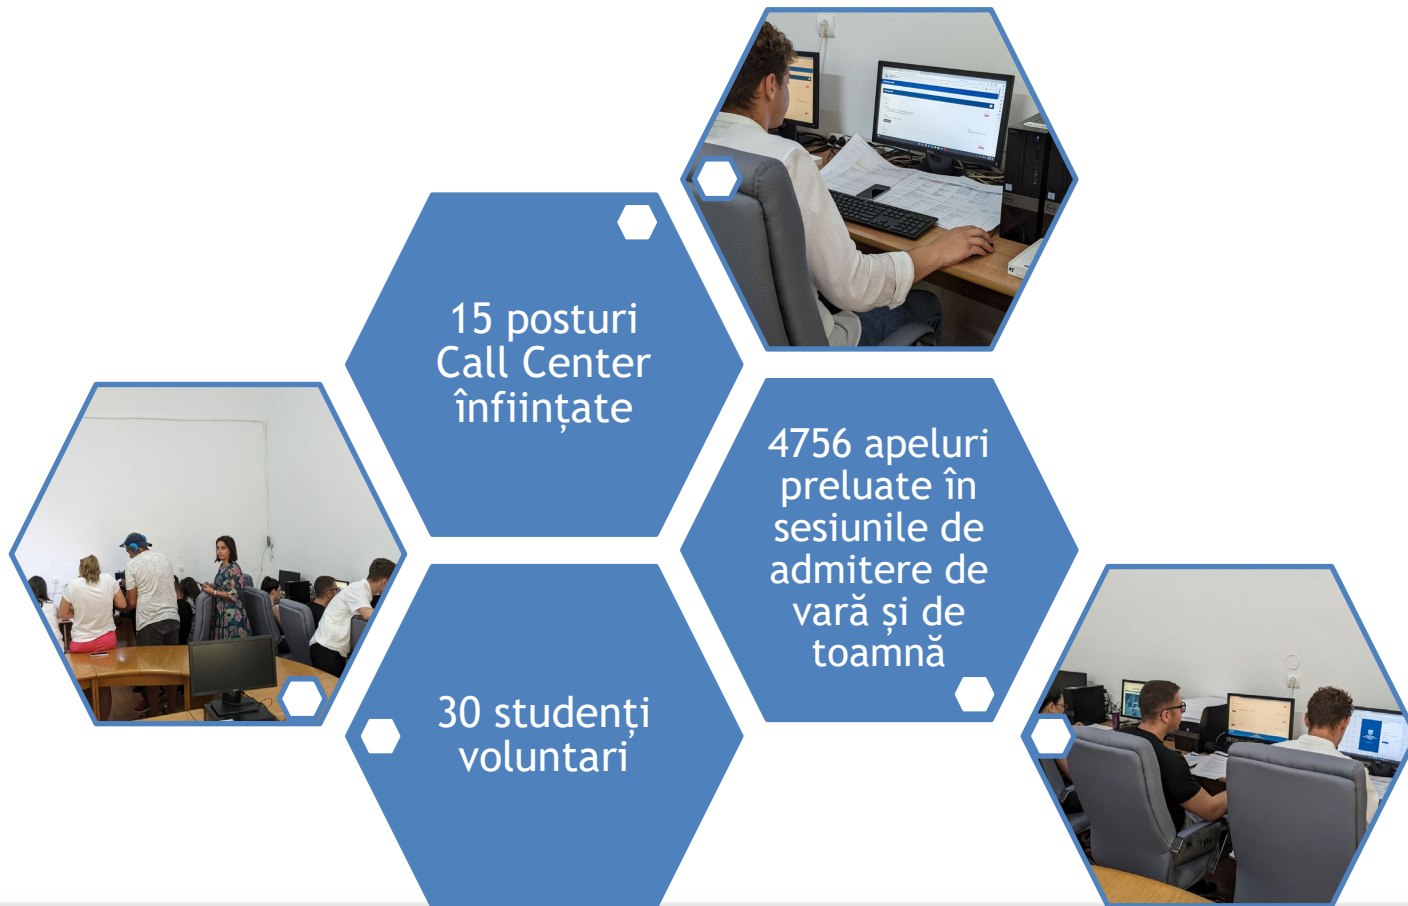 15 posturi
Call Center
înființate
4756 apeluri
preluate în
sesiunile de
admitere de
vară și de
toamnă
30 studenți
voluntari